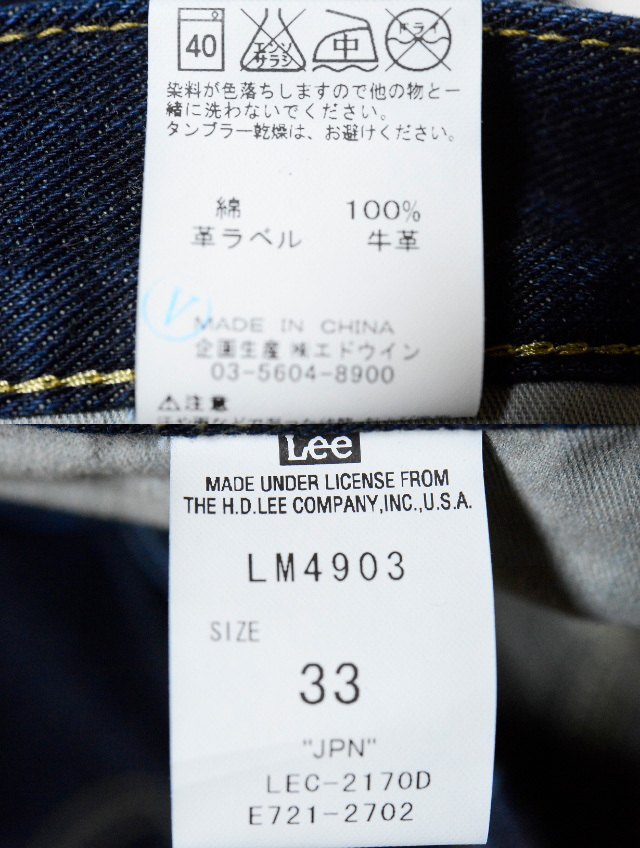 40 エンソサラシ 中 ドライ
染料が色落ちしますので他の物と一
緒に洗わないでください。
タンブラー乾燥は、お避けください。
綿 100%
革ラベル 牛革
V
MADE IN CHINA
企画生産 ㈱エドウイン
03-5604-8900
⚠注意
Lee
MADE UNDER LICENSE FROM
THE H.D.LEE COMPANY,INC.,U.S.A.
LM4903
SIZE
33
"JPN"
LEC-2170D
E721-2702